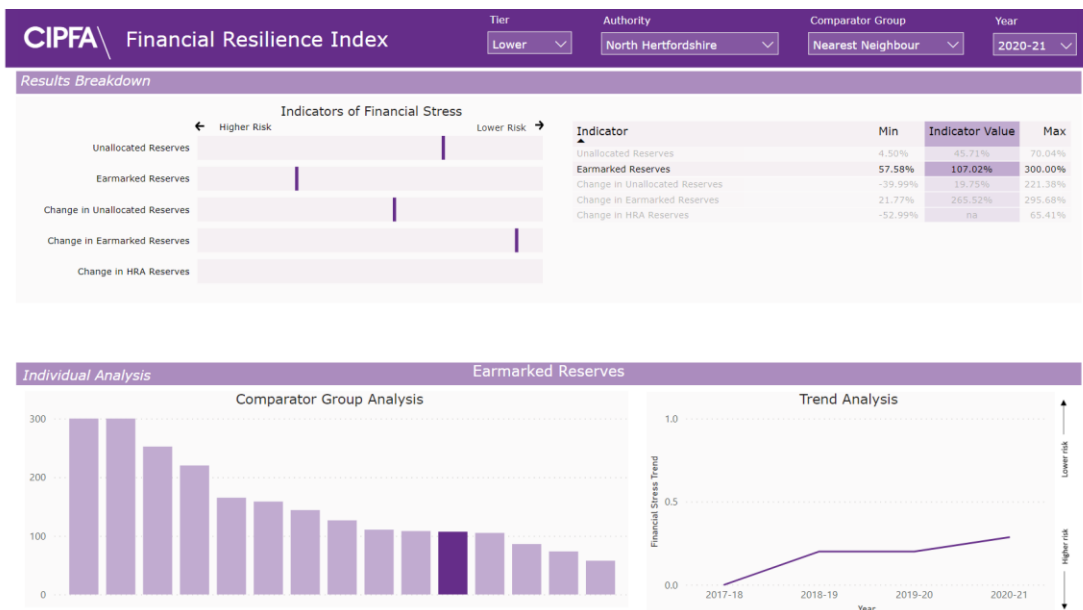 CIPFA\ Financial Resilience Index
Tier
Lower
Authority
North Hertfordshire
Comparator Group
Nearest Neighbour
Year
2020-21
Results Breakdown
Indicators of Financial Stress
← Higher Risk
Lower Risk →
Unallocated Reserves
Earmarked Reserves
Change in Unallocated Reserves
Change in Earmarked Reserves
Change in HRA Reserves
Indicator Min Indicator Value Max
Unallocated Reserves 4.50% 45.71% 70.04%
Earmarked Reserves 57.58% 107.02% 300.00%
Change in Unallocated Reserves -39.99% 19.75% 221.38%
Change in Earmarked Reserves 21.77% 265.52% 295.68%
Change in HRA Reserves -52.99% na 65.41%
Individual Analysis
Earmarked Reserves
Comparator Group Analysis
300
200
100
0
Trend Analysis
Financial Stress Trend
1.0
0.5
0.0
2017-18 2018-19 2019-20 2020-21
Year
Lower risk
Higher risk